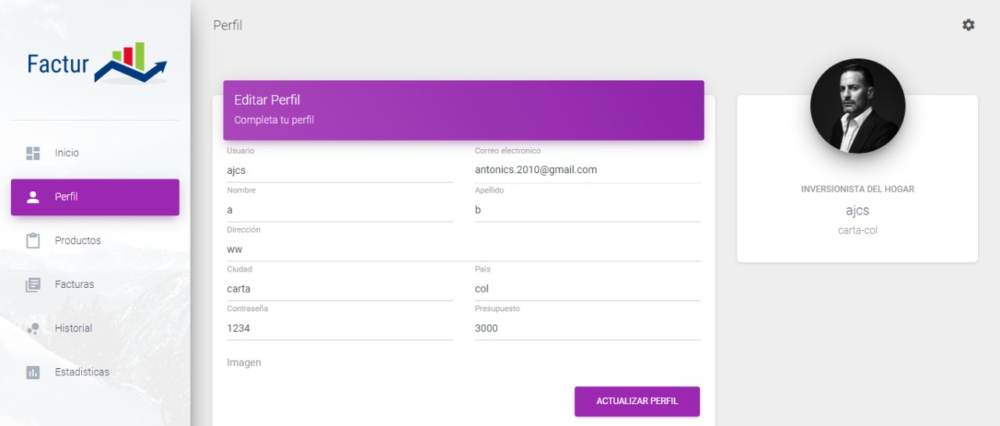 Factur
Perfil
Inicio
Perfil
Productos
Facturas
Historial
Estadisticas
Editar Perfil
Completa tu perfil
Usuario
ajcs
Correo electronico
antonics.2010@gmail.com
Nombre
a
Apellido
b
Dirección
ww
Ciudad
carta
Pais
col
Contraseña
1234
Presupuesto
3000
Imagen
ACTUALIZAR PERFIL
INVERSIONISTA DEL HOGAR
ajcs
carta-col